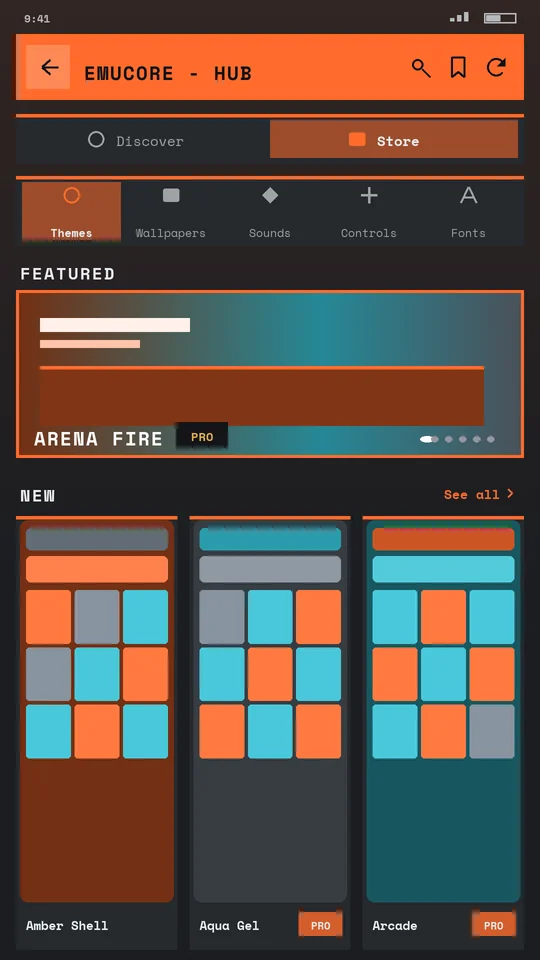 9:41
EMUCORE - HUB
Discover
Store
Themes
Wallpapers
Sounds
Controls
Fonts
FEATURED
ARENA FIRE
PRO
NEW
See all
Amber Shell
Aqua Gel
PRO
Arcade
PRO